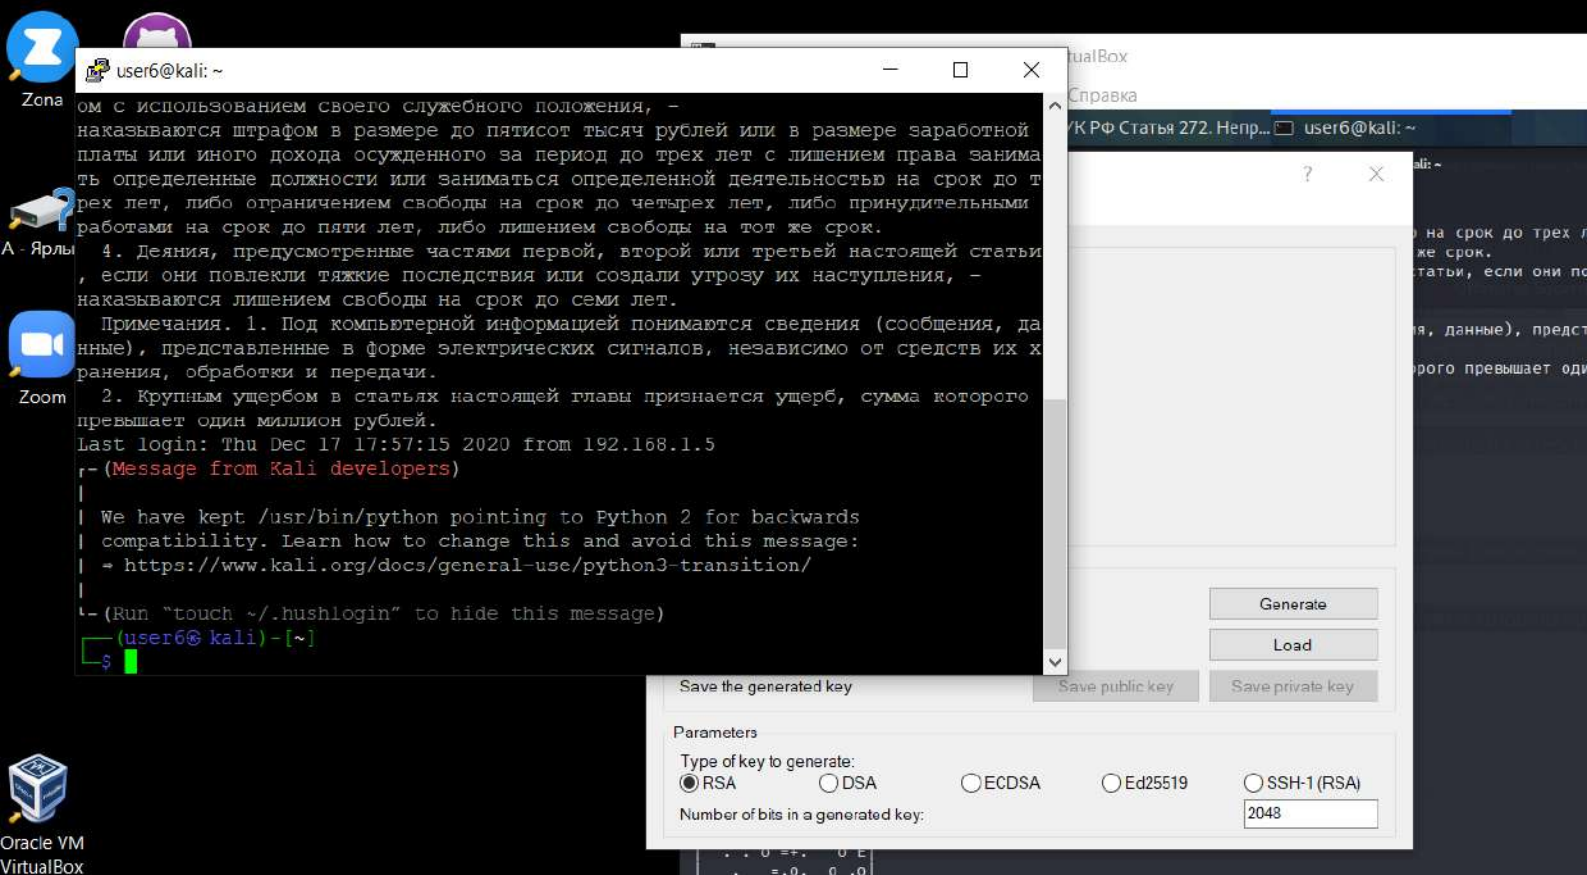 Zona
А - Ярлы
Zoom
Oracle VM
VirtualBox
user6@kali: ~
ом с использованием своего служебного положения, -
наказываются штрафом в размере до пятисот тысяч рублей или в размере заработной
платы или иного дохода осужденного за период до трех лет с лишением права занима
ть определенные должности или заниматься определенной деятельностью на срок до т
рех лет, либо ограничением свободы на срок до четырех лет, либо принудительными
работами на срок до пяти лет, либо лишением свободы на тот же срок.
4. Деяния, предусмотренные частями первой, второй или третьей настоящей статьи
, если они повлекли тяжкие последствия или создали угрозу их наступления, -
наказываются лишением свободы на срок до семи лет.
Примечания. 1. Под компьютерной информацией понимаются сведения (сообщения, да
нные), представленные в форме электрических сигналов, независимо от средств их х
ранения, обработки и передачи.
2. Крупным ущербом в статьях настоящей главы признается ущерб, сумма которого
превышает один миллион рублей.
Last login: Thu Dec 17 17:57:15 2020 from 192.168.1.5
┌─(Message from Kali developers)
│
│ We have kept /usr/bin/python pointing to Python 2 for backwards
│ compatibility. Learn how to change this and avoid this message:
│ ⇒ https://www.kali.org/docs/general-use/python3-transition/
│
└─(Run “touch ~/.hushlogin” to hide this message)
┌──(user6㉿kali)-[~]
└─$
tualBox
Справка
УК РФ Статья 272. Непр...
user6@kali: ~
ali: ~
на срок до трех л
же срок.
татьи, если они по
я, данные), предст
орого превышает оди
?
Generate
Load
Save the generated key
Save public key
Save private key
Parameters
Type of key to generate:
RSA
DSA
ECDSA
Ed25519
SSH-1 (RSA)
Number of bits in a generated key:
2048
. . o =+. o E|
. =.o. o .o|